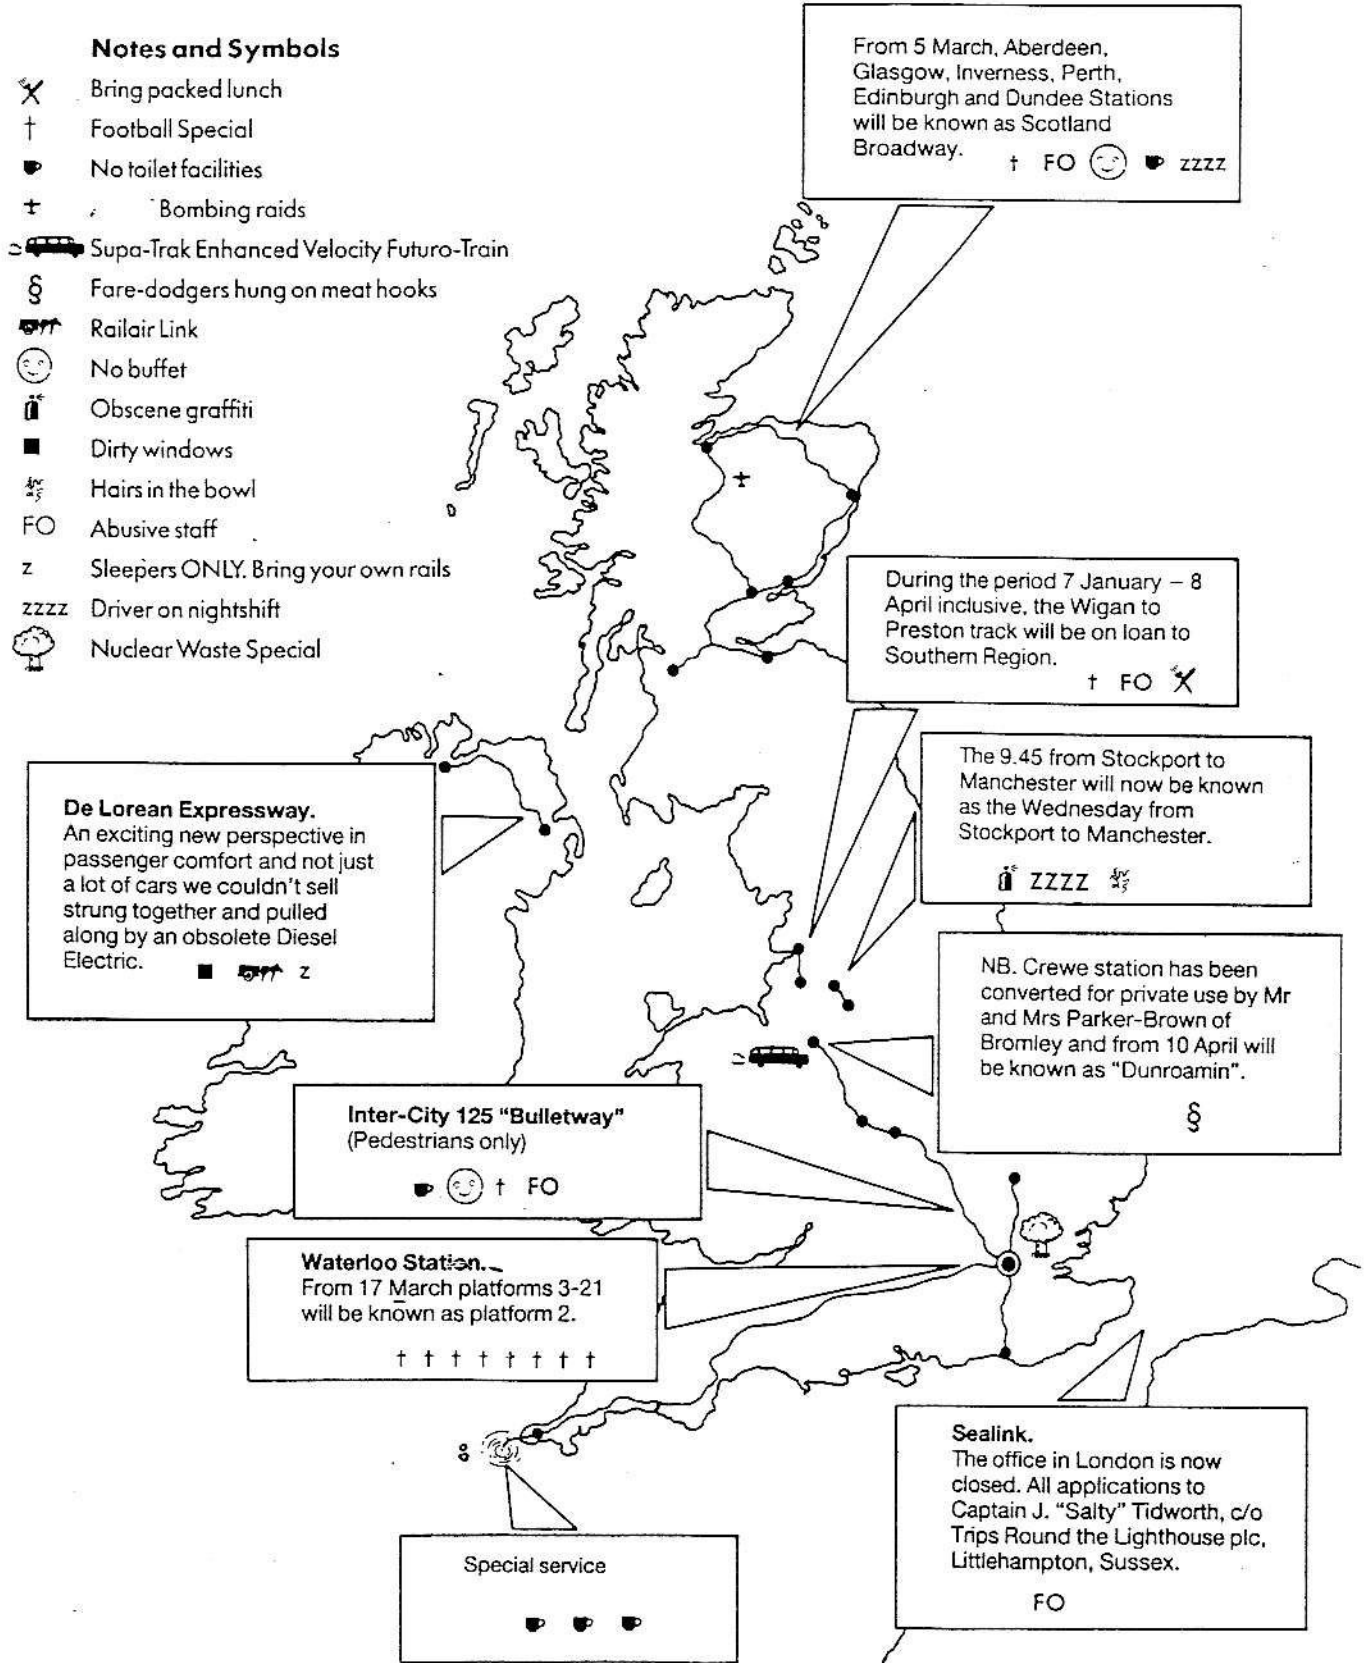 Notes and Symbols
Bring packed lunch
† Football Special
No toilet facilities
Bombing raids
Supa-Trak Enhanced Velocity Futuro-Train
§ Fare-dodgers hung on meat hooks
Railair Link
No buffet
Obscene graffiti
Dirty windows
Hairs in the bowl
FO Abusive staff
z Sleepers ONLY. Bring your own rails
zzzz Driver on nightshift
Nuclear Waste Special
From 5 March, Aberdeen,
Glasgow, Inverness, Perth,
Edinburgh and Dundee Stations
will be known as Scotland
Broadway.
† FO zzzz
During the period 7 January – 8
April inclusive, the Wigan to
Preston track will be on loan to
Southern Region.
† FO
The 9.45 from Stockport to
Manchester will now be known
as the Wednesday from
Stockport to Manchester.
zzzz
De Lorean Expressway.
An exciting new perspective in
passenger comfort and not just
a lot of cars we couldn't sell
strung together and pulled
along by an obsolete Diesel
Electric.
z
NB. Crewe station has been
converted for private use by Mr
and Mrs Parker-Brown of
Bromley and from 10 April will
be known as "Dunroamin".
§
Inter-City 125 "Bulletway"
(Pedestrians only)
† FO
Waterloo Station.
From 17 March platforms 3-21
will be known as platform 2.
† † † † † † † †
Sealink.
The office in London is now
closed. All applications to
Captain J. "Salty" Tidworth, c/o
Trips Round the Lighthouse plc,
Littlehampton, Sussex.
FO
Special service